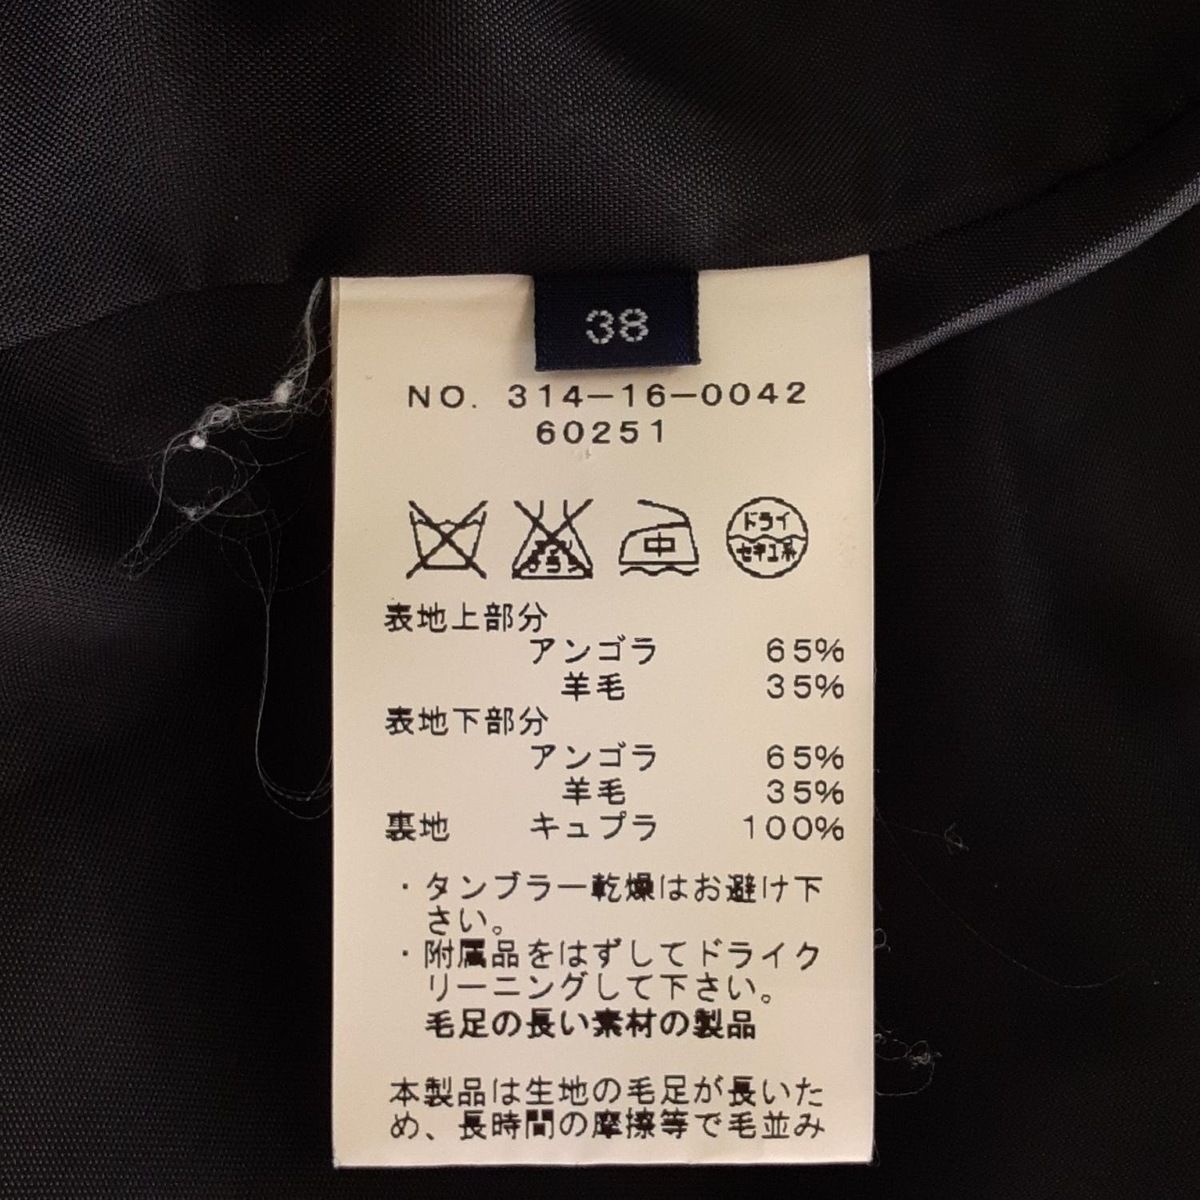 38
NO. 314-16-0042
60251
中
ドライ
セキユ系
表地上部分
アンゴラ 65%
羊毛 35%
表地下部分
アンゴラ 65%
羊毛 35%
裏地 キュプラ 100%
・タンブラー乾燥はお避け下
さい。
・附属品をはずしてドライク
リーニングして下さい。
毛足の長い素材の製品
本製品は生地の毛足が長いた
め、長時間の摩擦等で毛並み